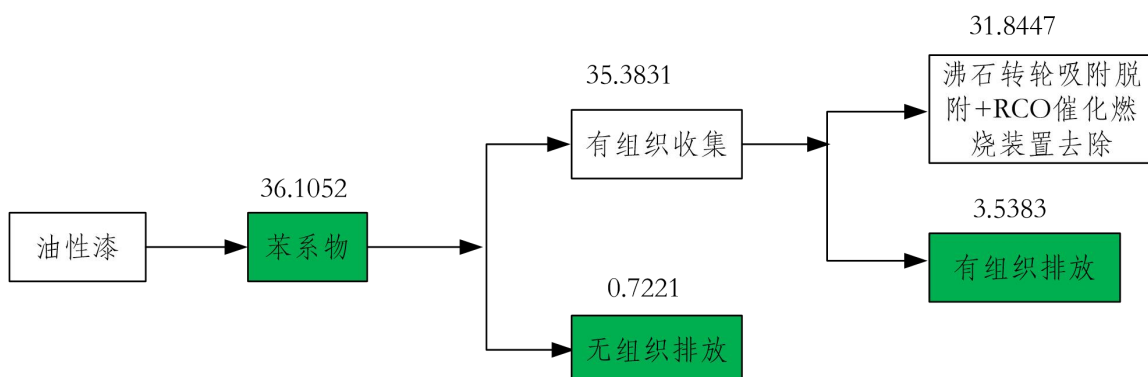 31.8447
沸石转轮吸附脱
附+RCO催化燃
烧装置去除
35.3831
有组织收集
36.1052
油性漆
苯系物
3.5383
有组织排放
0.7221
无组织排放